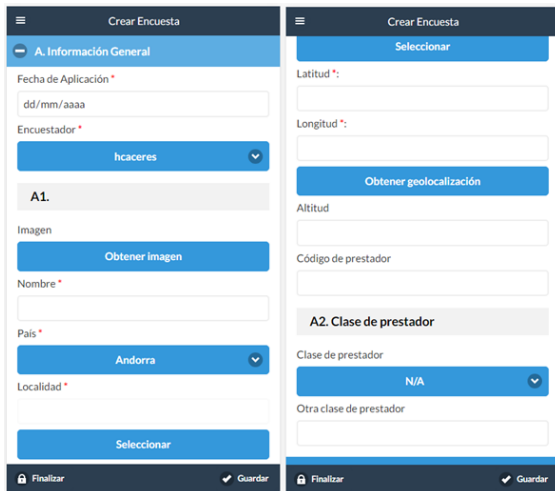 Crear Encuesta
A. Información General
Fecha de Aplicación *
dd/mm/aaaa
Encuestador *
hcaceres
A1.
Imagen
Obtener imagen
Nombre *
País *
Andorra
Localidad *
Seleccionar
Finalizar
Guardar
Crear Encuesta
Seleccionar
Latitud *:
Longitud *:
Obtener geolocalización
Altitud
Código de prestador
A2. Clase de prestador
Clase de prestador
N/A
Otra clase de prestador
Finalizar
Guardar